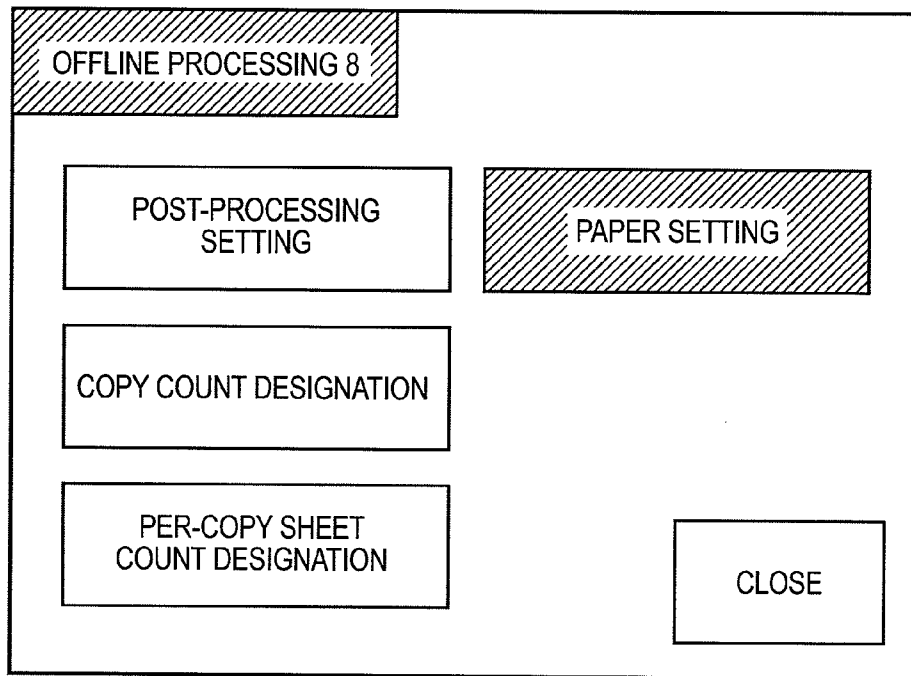 OFFLINE PROCESSING 8
POST-PROCESSING
SETTING
PAPER SETTING
COPY COUNT DESIGNATION
PER-COPY SHEET
COUNT DESIGNATION
CLOSE